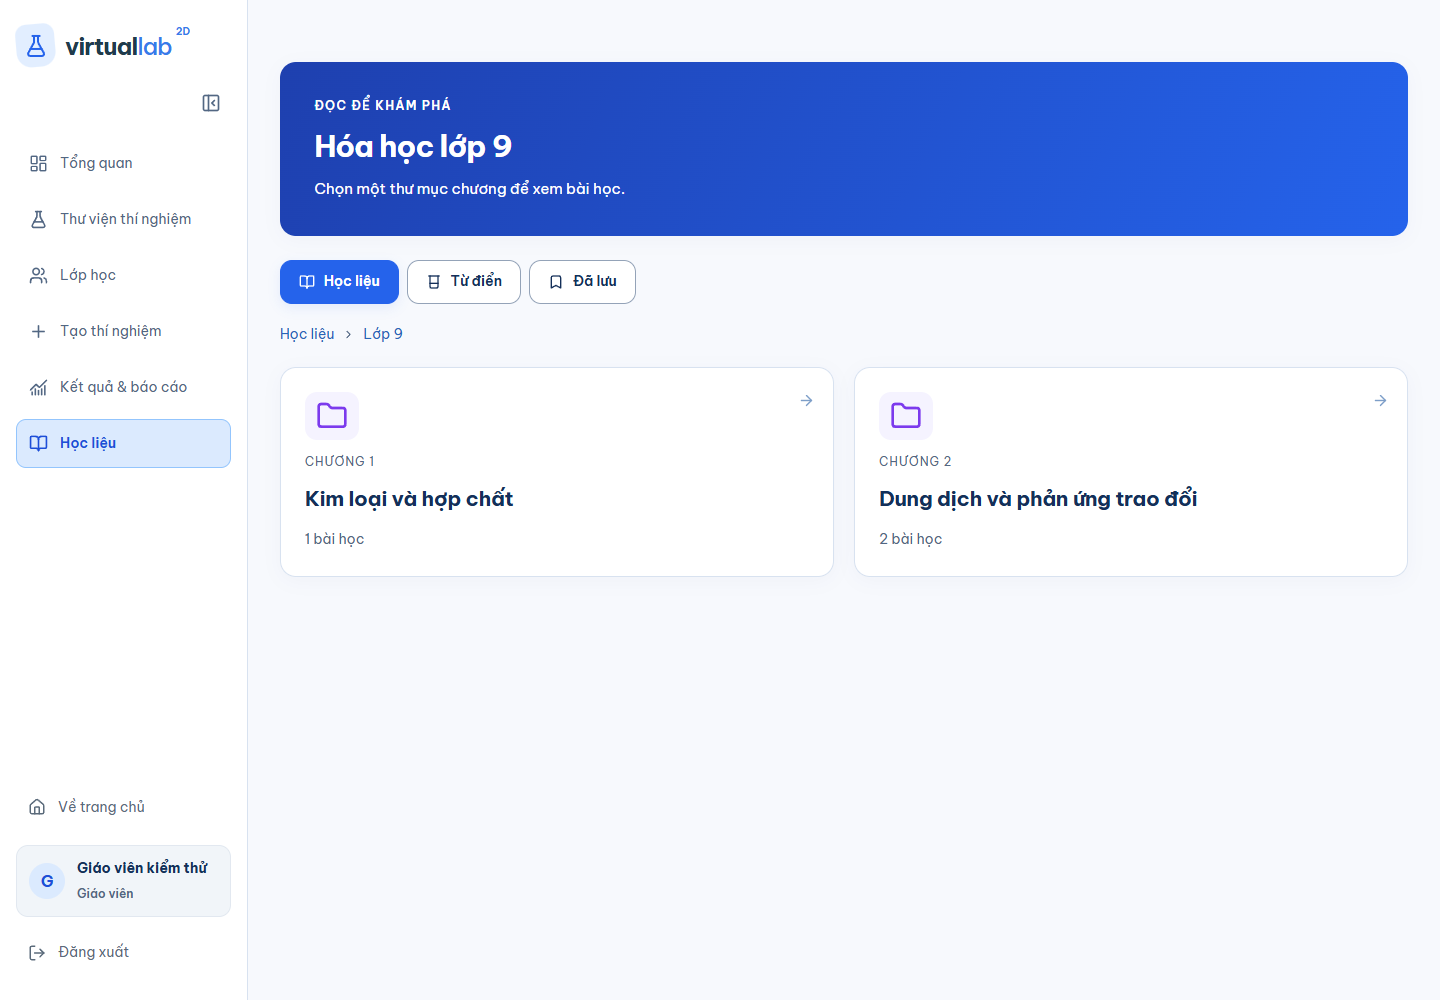 virtuallab 2D
Tổng quan
Thư viện thí nghiệm
Lớp học
Tạo thí nghiệm
Kết quả & báo cáo
Học liệu
Về trang chủ
G
Giáo viên kiểm thử
Giáo viên
Đăng xuất
ĐỌC ĐỂ KHÁM PHÁ
Hóa học lớp 9
Chọn một thư mục chương để xem bài học.
Học liệu Từ điển Đã lưu
Học liệu › Lớp 9
CHƯƠNG 1
Kim loại và hợp chất
1 bài học
CHƯƠNG 2
Dung dịch và phản ứng trao đổi
2 bài học